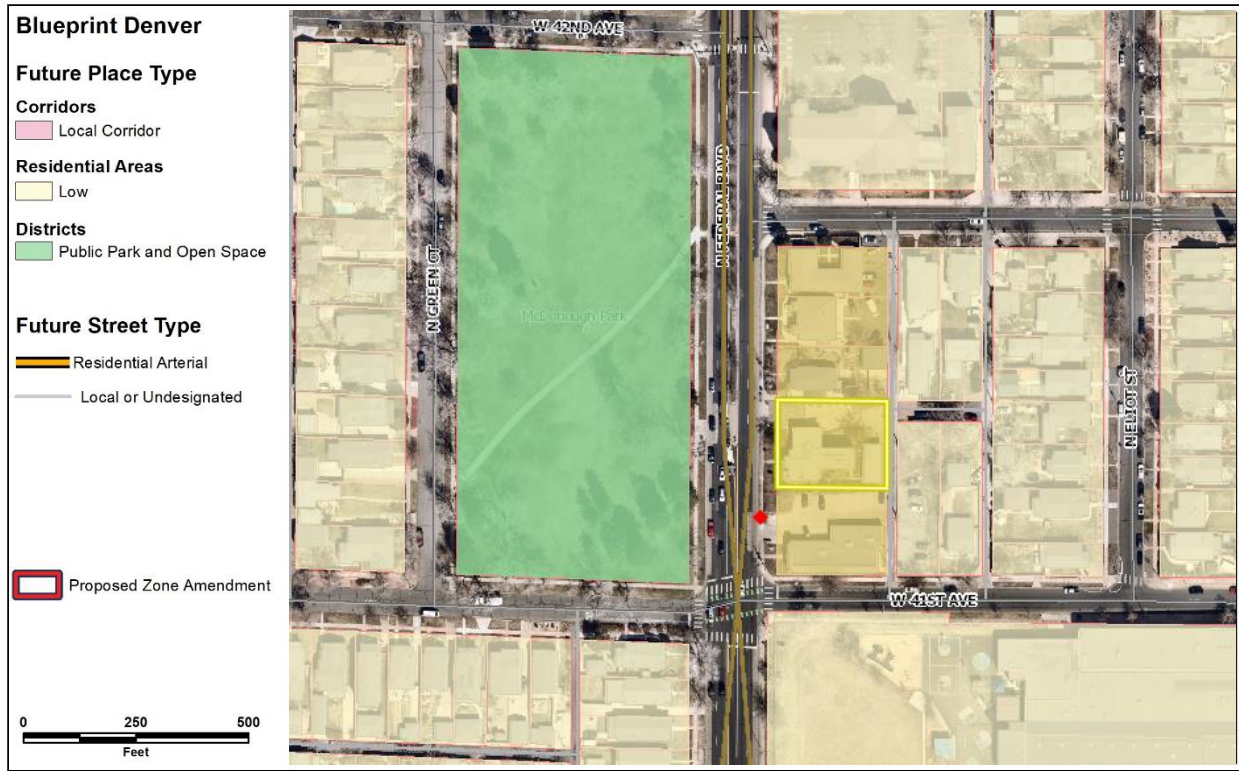 Blueprint Denver
Future Place Type
Corridors
Local Corridor
Residential Areas
Low
Districts
Public Park and Open Space
Future Street Type
Residential Arterial
Local or Undesignated
Proposed Zone Amendment
0 250 500
Feet
W 42ND AVE
N GREEN CT
McDonough Park
N FEDERAL BLVD
N ELIOT ST
W 41ST AVE